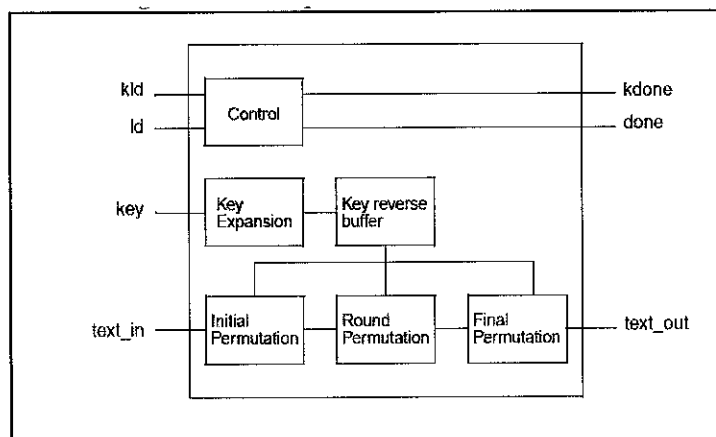 kld
kdone
Control
ld
done
key
Key
Expansion
Key reverse
buffer
text_in
Initial
Permutation
Round
Permutation
Final
Permutation
text_out